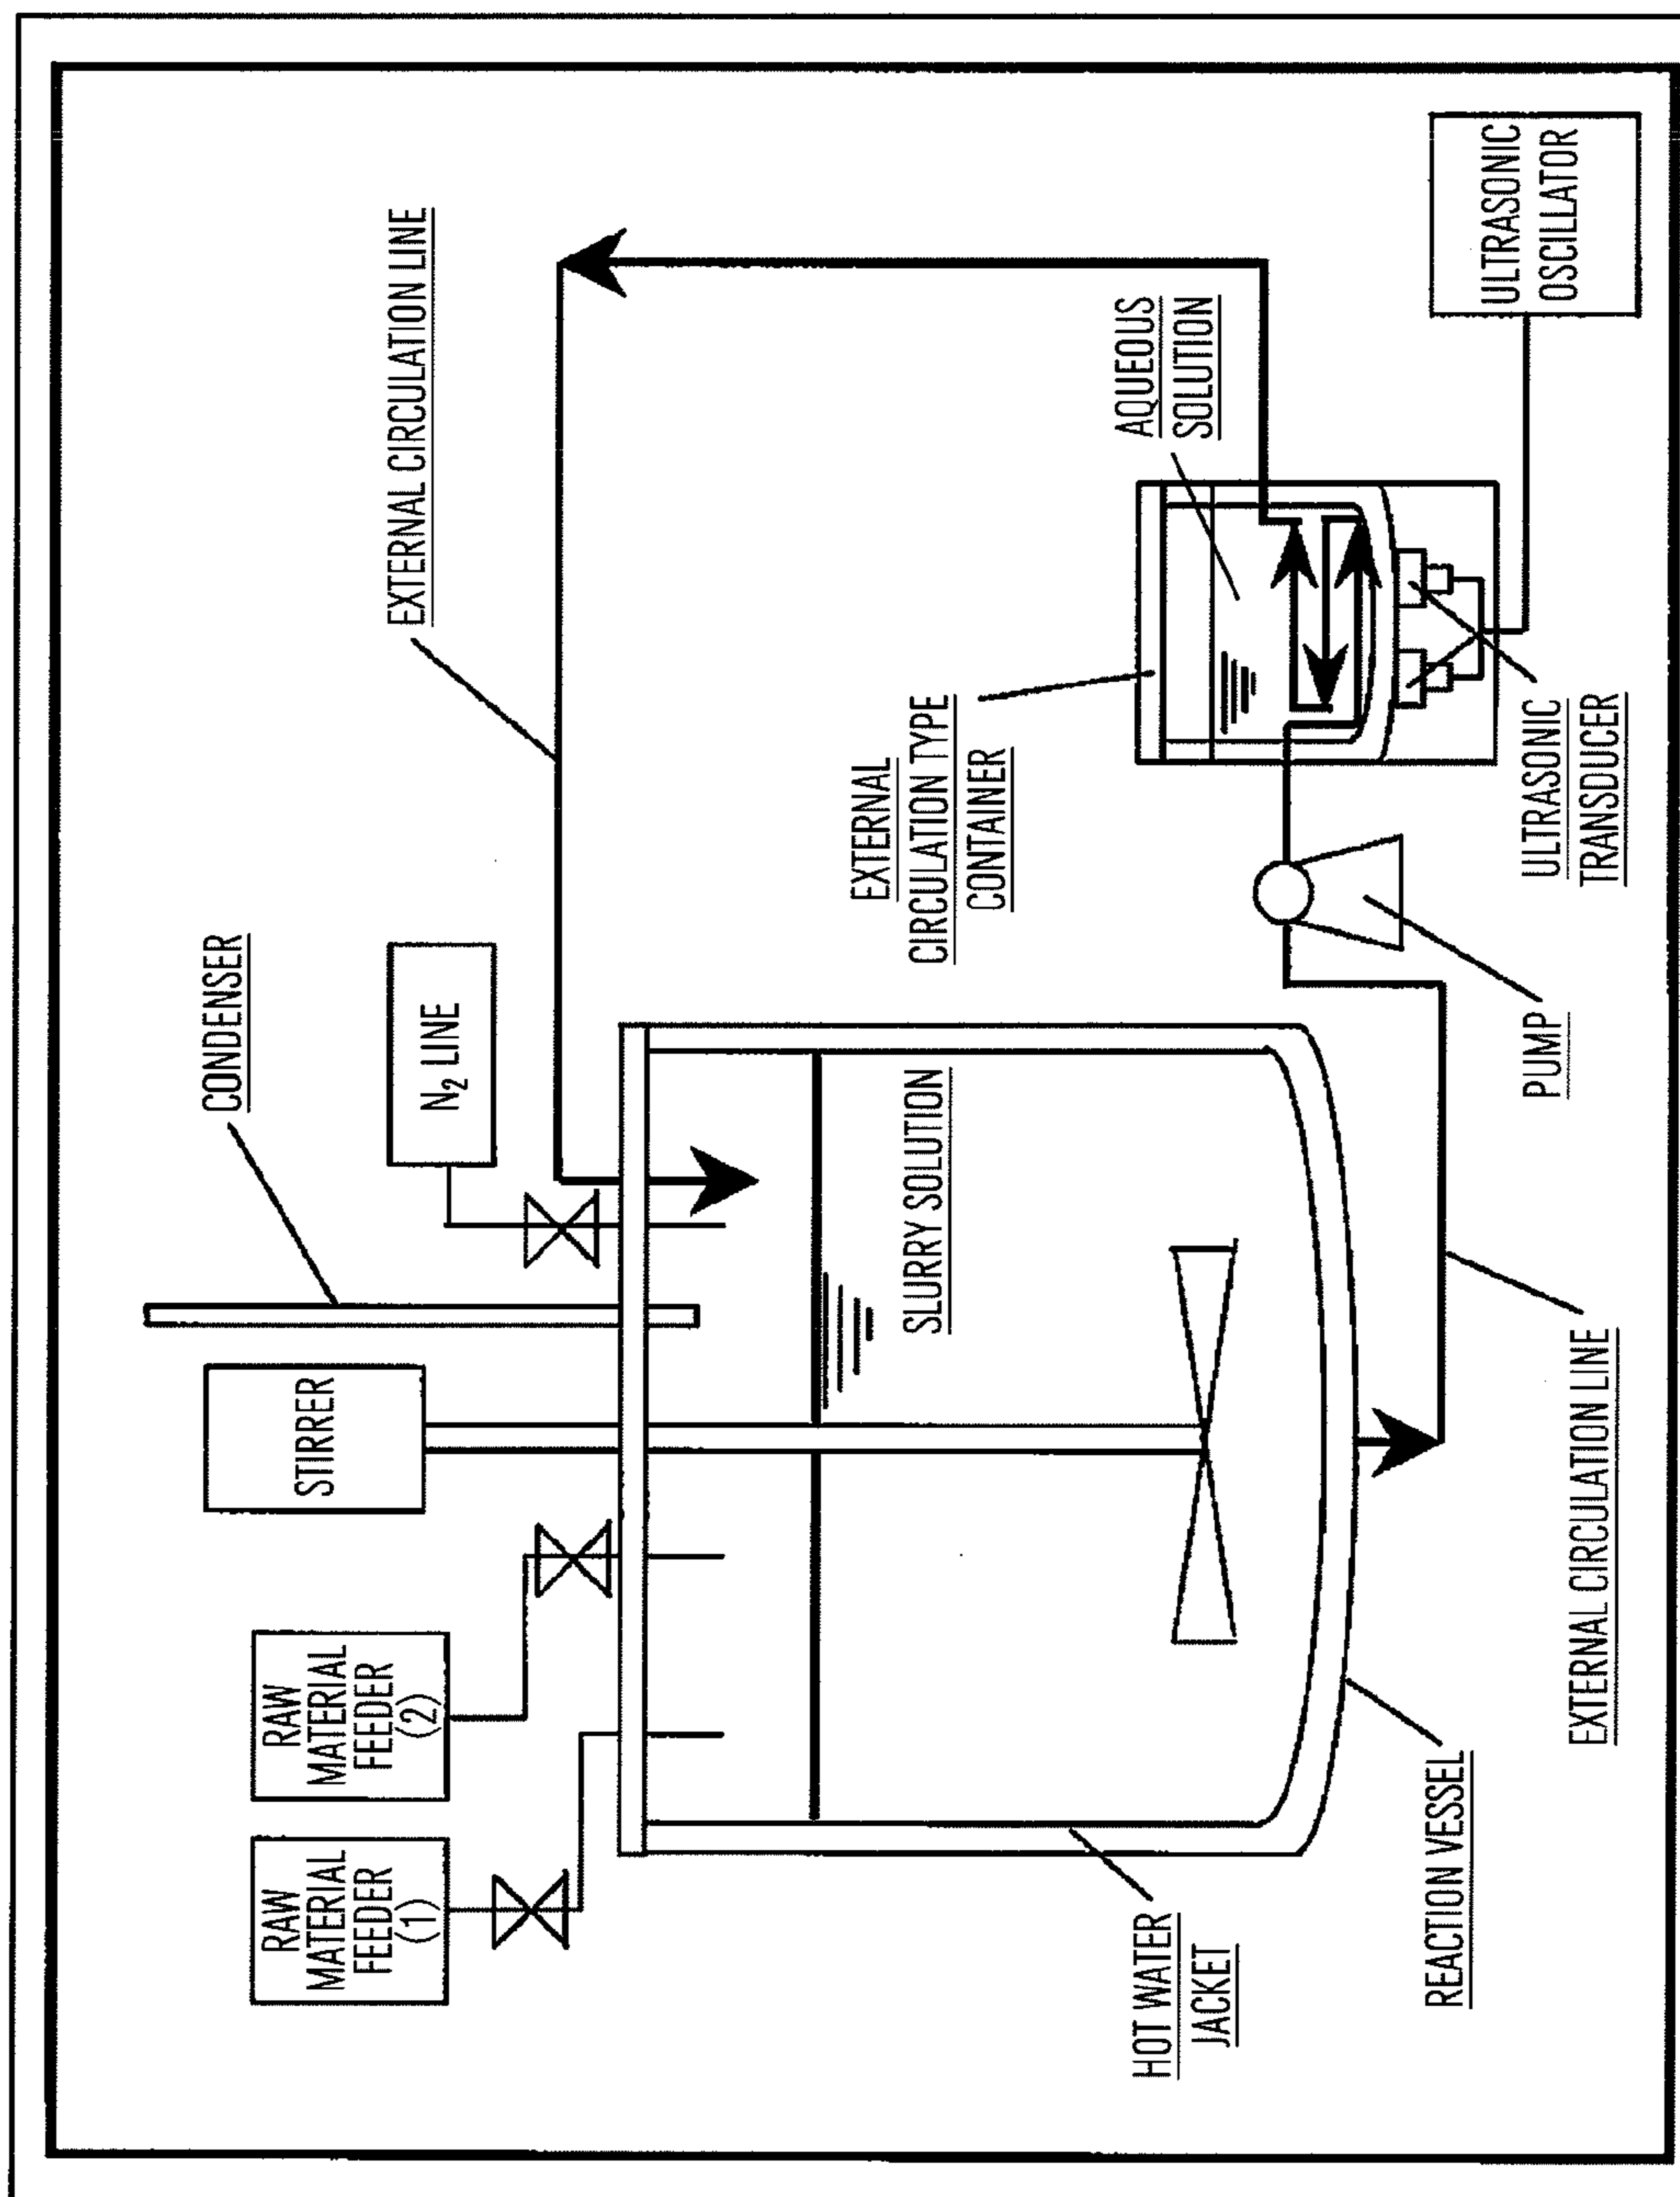 RAW
MATERIAL
FEEDER
(1)
RAW
MATERIAL
FEEDER
(2)
STIRRER
CONDENSER
N₂ LINE
EXTERNAL CIRCULATION LINE
SLURRY SOLUTION
EXTERNAL
CIRCULATION TYPE
CONTAINER
AQUEOUS
SOLUTION
HOT WATER
JACKET
REACTION VESSEL
EXTERNAL CIRCULATION LINE
PUMP
ULTRASONIC
TRANSDUCER
ULTRASONIC
OSCILLATOR